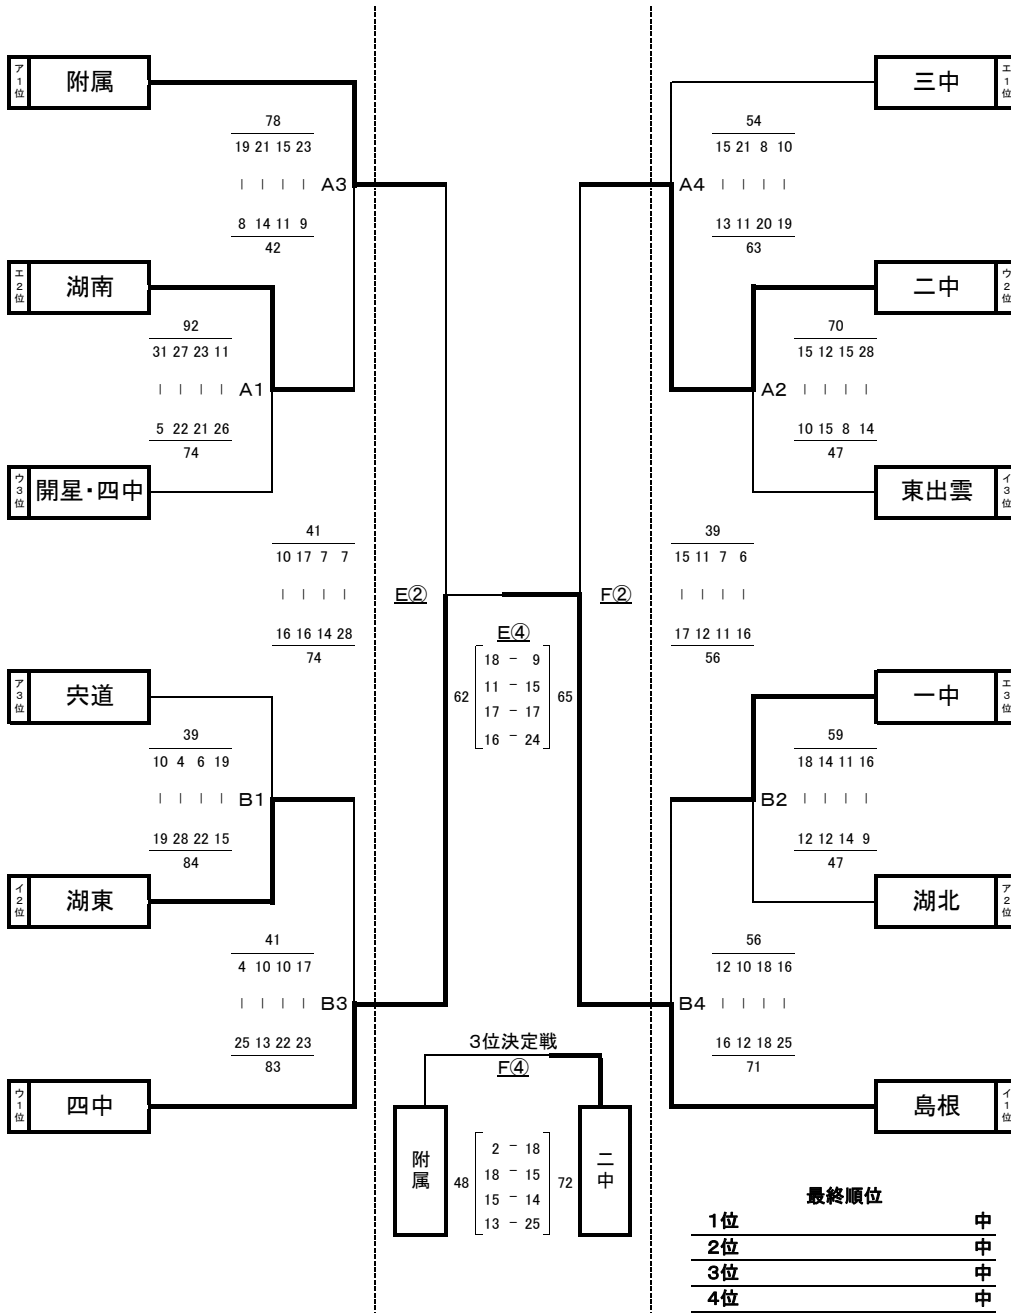 ア1位 附属
エ1位 三中
78
19 21 15 23
| | | | A3
8 14 11 9
42
54
15 21 8 10
A4 | | | |
13 11 20 19
63
エ2位 湖南
ウ2位 二中
92
31 27 23 11
| | | | A1
5 22 21 26
74
70
15 12 15 28
A2 | | | |
10 15 8 14
47
ウ3位 開星・四中
イ3位 東出雲
41
10 17 7 7
| | | |
16 16 14 28
74
E②
F②
39
15 11 7 6
| | | |
17 12 11 16
56
E④
18 - 9
11 - 15
62 65
17 - 17
16 - 24
ア3位 宍道
エ3位 一中
39
10 4 6 19
| | | | B1
19 28 22 15
84
59
18 14 11 16
B2 | | | |
12 12 14 9
47
イ2位 湖東
ア2位 湖北
41
4 10 10 17
| | | | B3
25 13 22 23
83
56
12 10 18 16
B4 | | | |
16 12 18 25
71
ウ1位 四中
イ1位 島根
3位決定戦
F④
附属
二中
2 - 18
18 - 15
48 72
15 - 14
13 - 25
最終順位
1位 中
2位 中
3位 中
4位 中